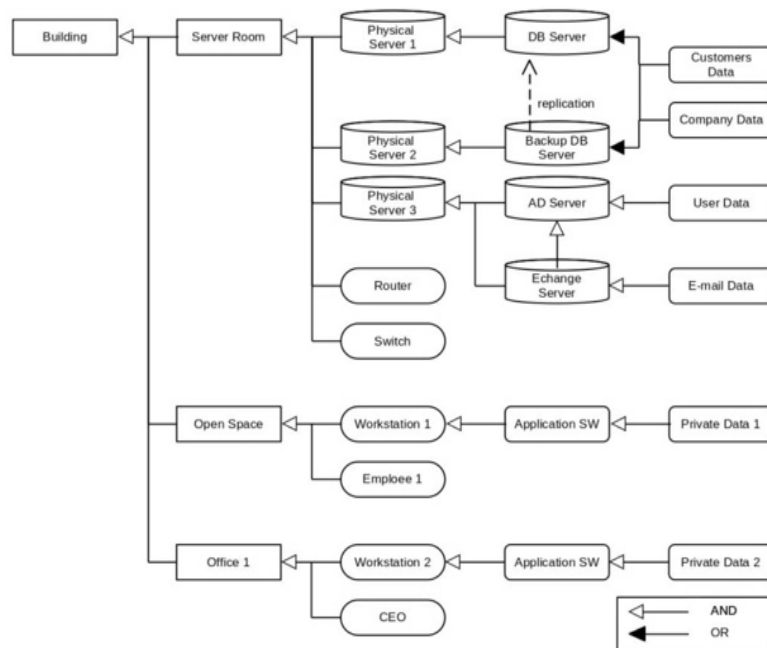 Building
Server Room
Physical
Server 1
DB Server
Customers
Data
replication
Company Data
Physical
Server 2
Backup DB
Server
Physical
Server 3
AD Server
User Data
Router
Echange
Server
E-mail Data
Switch
Open Space
Workstation 1
Application SW
Private Data 1
Emploee 1
Office 1
Workstation 2
Application SW
Private Data 2
CEO
AND
OR